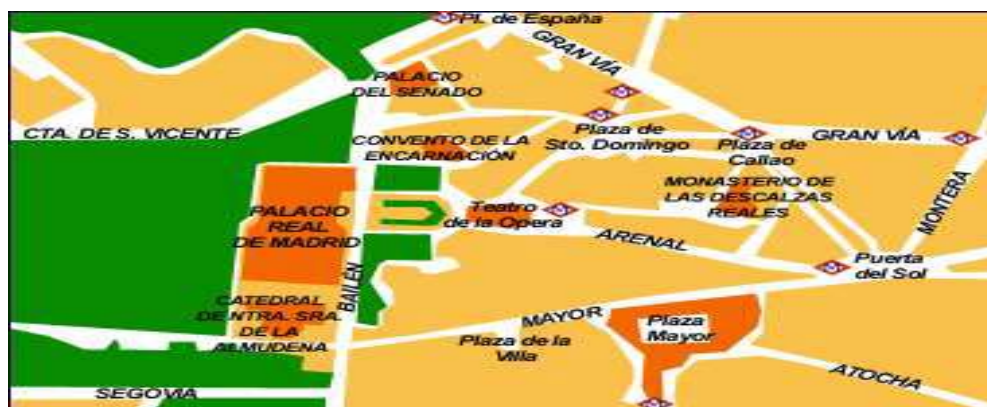 Pl. de España
GRAN VÍA
PALACIO
DEL SENADO
CTA. DE S. VICENTE
CONVENTO DE LA
ENCARNACIÓN
Plaza de
Sto. Domingo
Plaza de
Callao
GRAN VÍA
MONASTERIO DE
LAS DESCALZAS
REALES
MONTERA
PALACIO
REAL
DE MADRID
Teatro
de la Opera
ARENAL
Puerta
del Sol
BAILÉN
CATEDRAL
DE NTRA. SRA.
DE LA
ALMUDENA
MAYOR
Plaza de la
Villa
Plaza
Mayor
ATOCHA
SEGOVIA